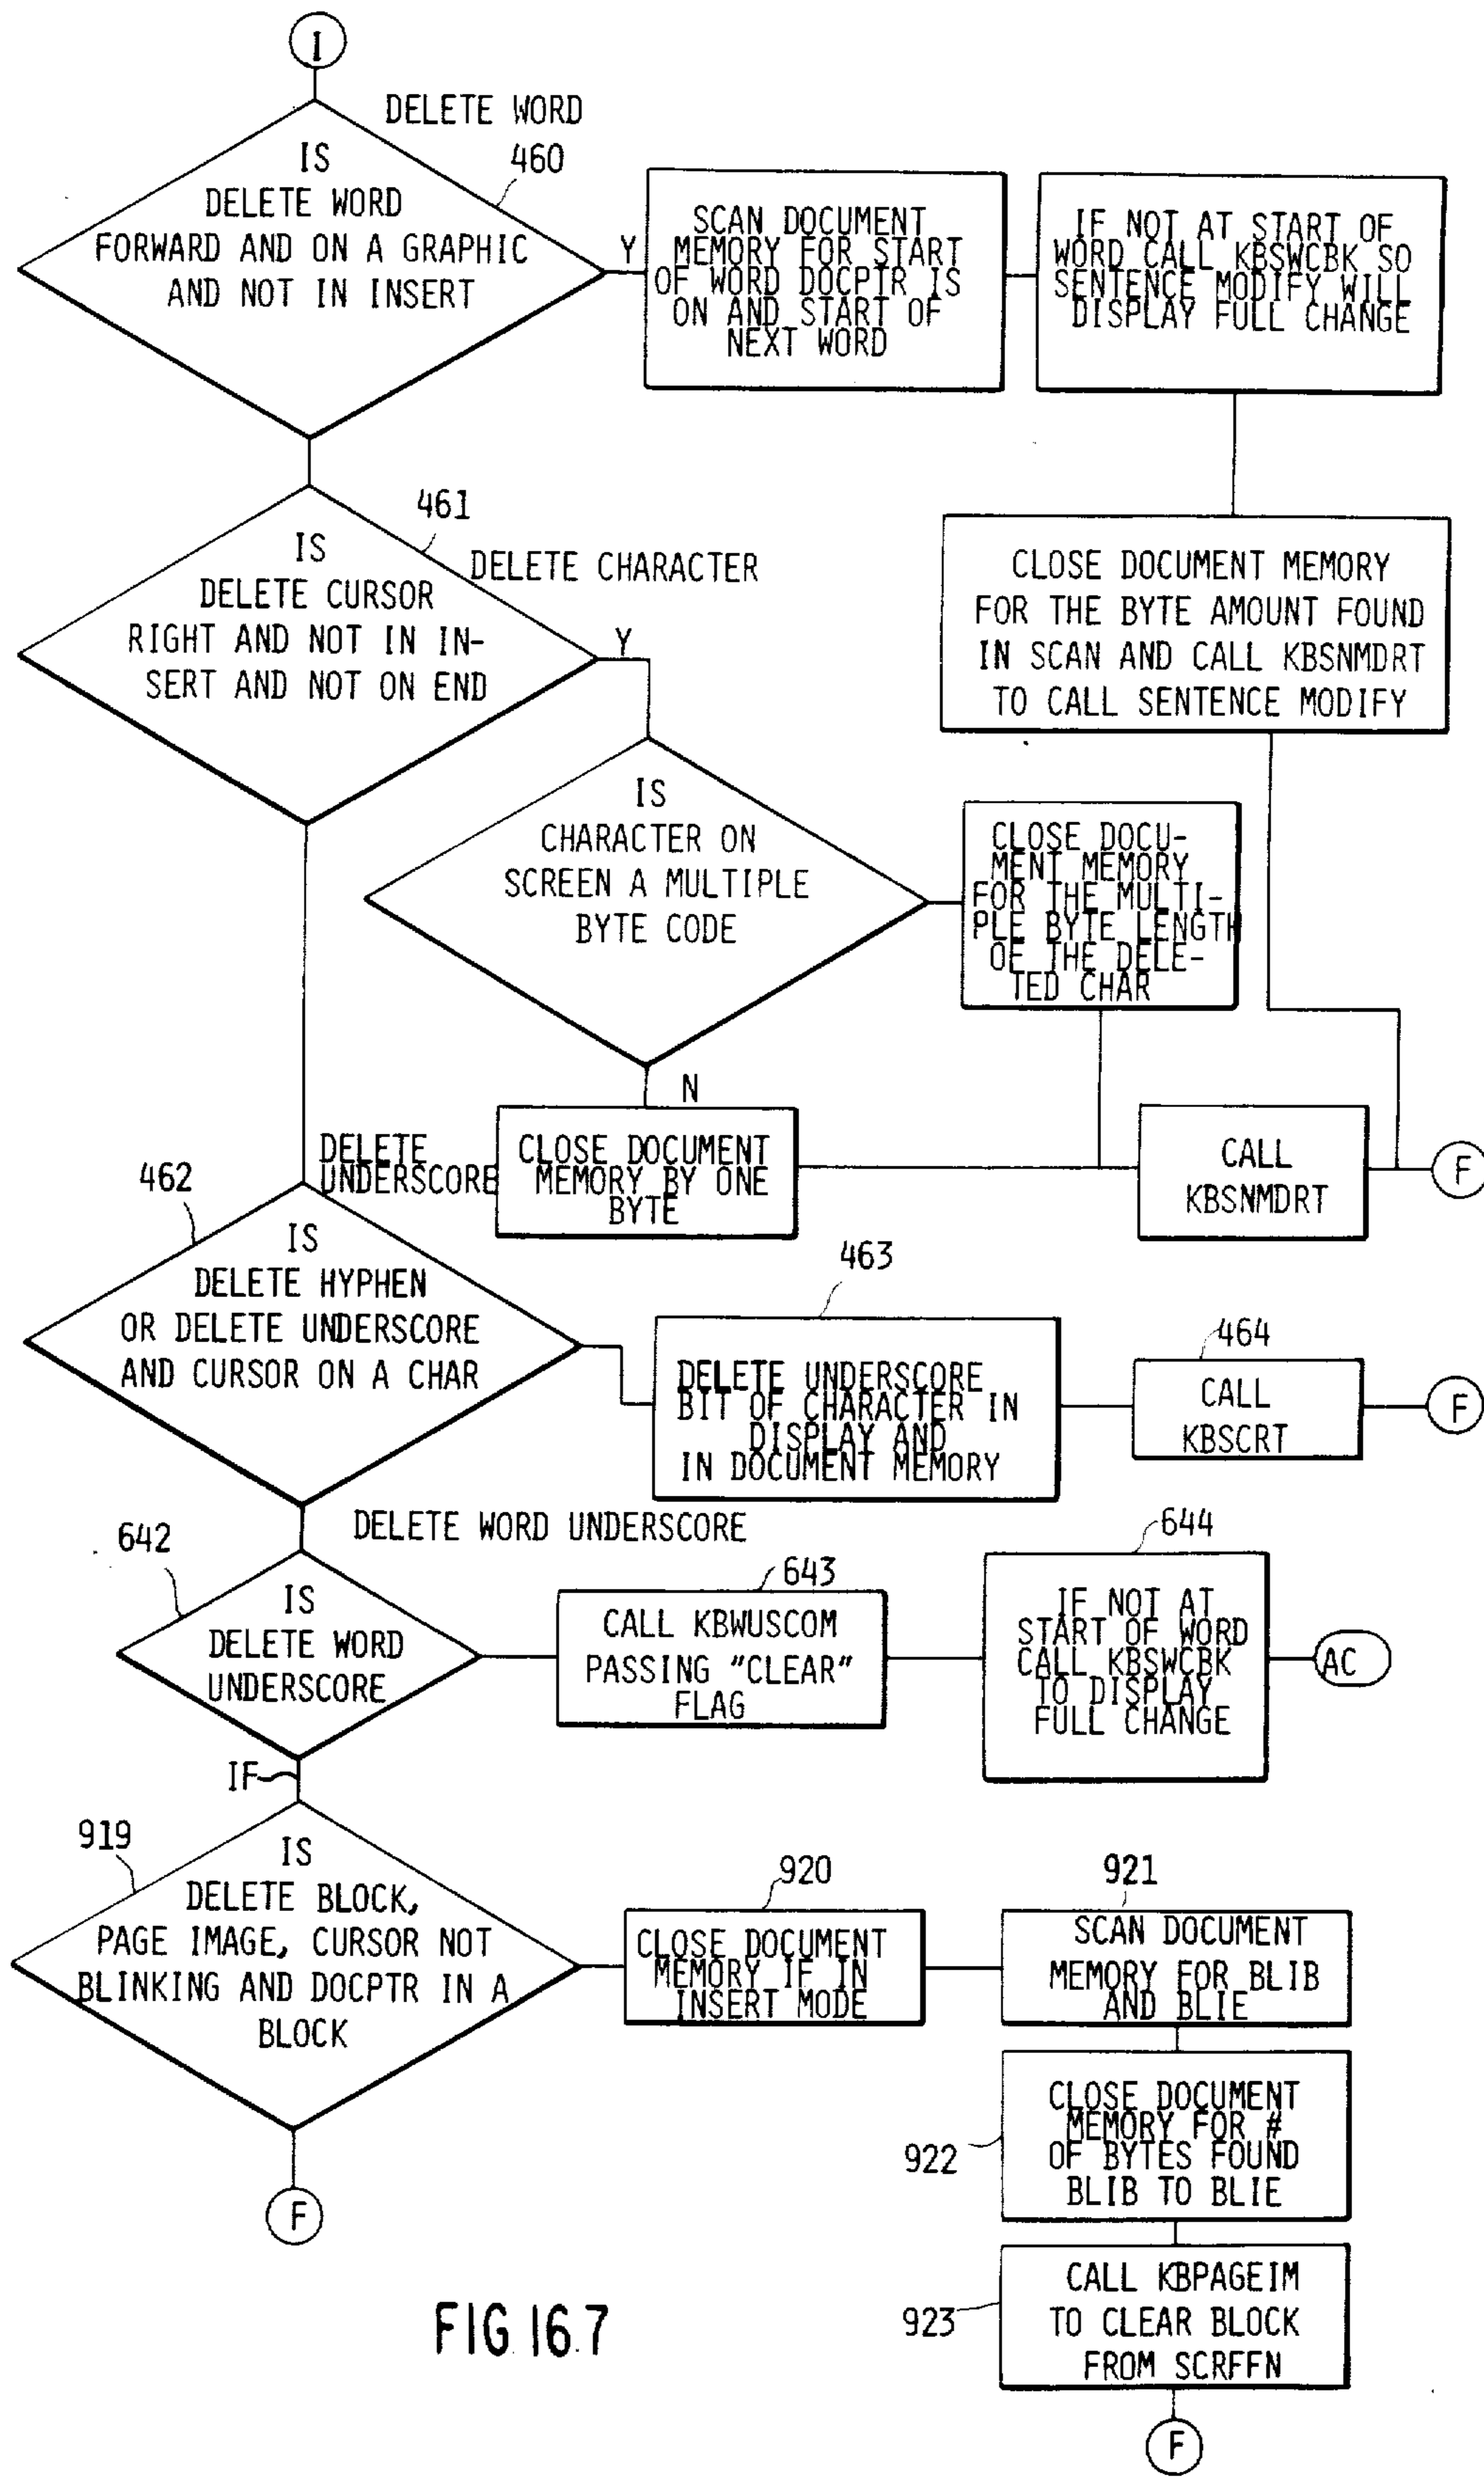 I
DELETE WORD
460
IS
DELETE WORD
FORWARD AND ON A GRAPHIC
AND NOT IN INSERT
Y
SCAN DOCUMENT
MEMORY FOR START
OF WORD DOCPTR IS
ON AND START OF
NEXT WORD
IF NOT AT START OF
WORD CALL KBSWCBK SO
SENTENCE MODIFY WILL
DISPLAY FULL CHANGE
CLOSE DOCUMENT MEMORY
FOR THE BYTE AMOUNT FOUND
IN SCAN AND CALL KBSNMDRT
TO CALL SENTENCE MODIFY
461
DELETE CHARACTER
IS
DELETE CURSOR
RIGHT AND NOT IN IN-
SERT AND NOT ON END
Y
IS
CHARACTER ON
SCREEN A MULTIPLE
BYTE CODE
CLOSE DOCU-
MENT MEMORY
FOR THE MULTI-
PLE BYTE LENGTH
OF THE DELE-
TED CHAR
N
CLOSE DOCUMENT
MEMORY BY ONE
BYTE
CALL
KBSNMDRT
F
DELETE
UNDERSCORE
462
IS
DELETE HYPHEN
OR DELETE UNDERSCORE
AND CURSOR ON A CHAR
463
DELETE UNDERSCORE
BIT OF CHARACTER IN
DISPLAY AND
IN DOCUMENT MEMORY
464
CALL
KBSCRT
F
DELETE WORD UNDERSCORE
642
IS
DELETE WORD
UNDERSCORE
643
CALL KBWUSCOM
PASSING "CLEAR"
FLAG
644
IF NOT AT
START OF WORD
CALL KBSWCBK
TO DISPLAY
FULL CHANGE
AC
IF
919
IS
DELETE BLOCK,
PAGE IMAGE, CURSOR NOT
BLINKING AND DOCPTR IN A
BLOCK
F
920
CLOSE DOCUMENT
MEMORY IF IN
INSERT MODE
921
SCAN DOCUMENT
MEMORY FOR BLIB
AND BLIE
922
CLOSE DOCUMENT
MEMORY FOR #
OF BYTES FOUND
BLIB TO BLIE
923
CALL KBPAGEIM
TO CLEAR BLOCK
FROM SCRFFN
F
FIG 16.7